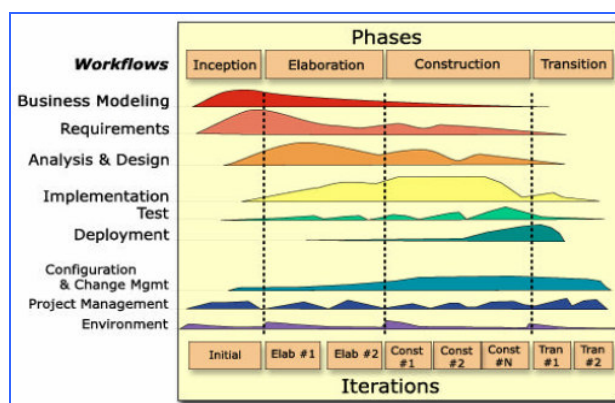 Phases
Workflows
Inception
Elaboration
Construction
Transition
Business Modeling
Requirements
Analysis & Design
Implementation
Test
Deployment
Configuration
& Change Mgmt
Project Management
Environment
Initial
Elab #1
Elab #2
Const
#1
Const
#2
Const
#N
Tran
#1
Tran
#2
Iterations